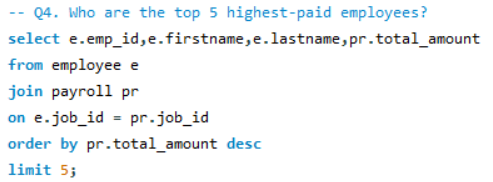 -- Q4. Who are the top 5 highest-paid employees?
select e.emp_id,e.firstname,e.lastname,pr.total_amount
from employee e
join payroll pr
on e.job_id = pr.job_id
order by pr.total_amount desc
limit 5;